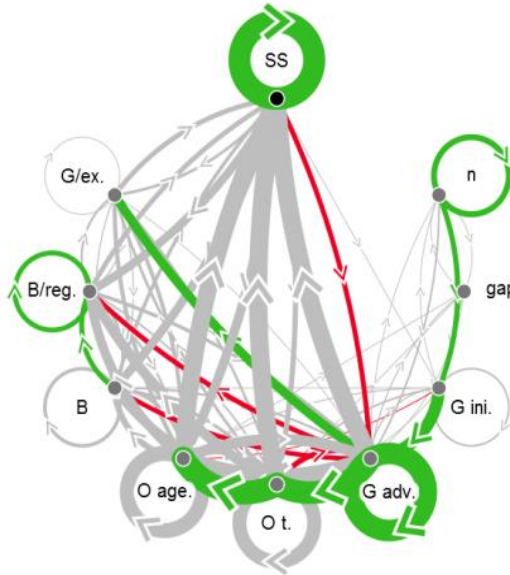 SS
G/ex.
n
B/reg.
gap
B
G ini.
O age.
O t.
G adv.